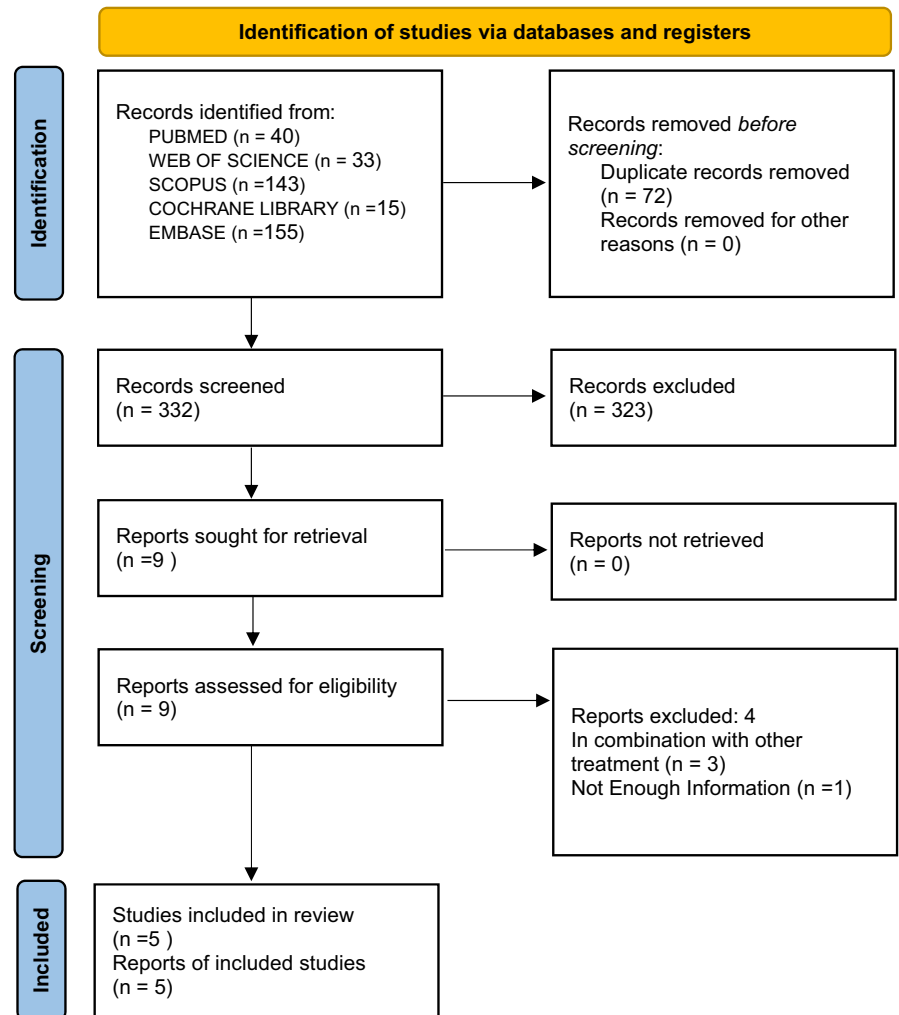 Identification of studies via databases and registers
Identification
Records identified from:
PUBMED (n = 40)
WEB OF SCIENCE (n = 33)
SCOPUS (n =143)
COCHRANE LIBRARY (n =15)
EMBASE (n =155)
Records removed before
screening:
Duplicate records removed
(n = 72)
Records removed for other
reasons (n = 0)
Screening
Records screened
(n = 332)
Records excluded
(n = 323)
Reports sought for retrieval
(n =9 )
Reports not retrieved
(n = 0)
Reports assessed for eligibility
(n = 9)
Reports excluded: 4
In combination with other
treatment (n = 3)
Not Enough Information (n =1)
Included
Studies included in review
(n =5 )
Reports of included studies
(n = 5)